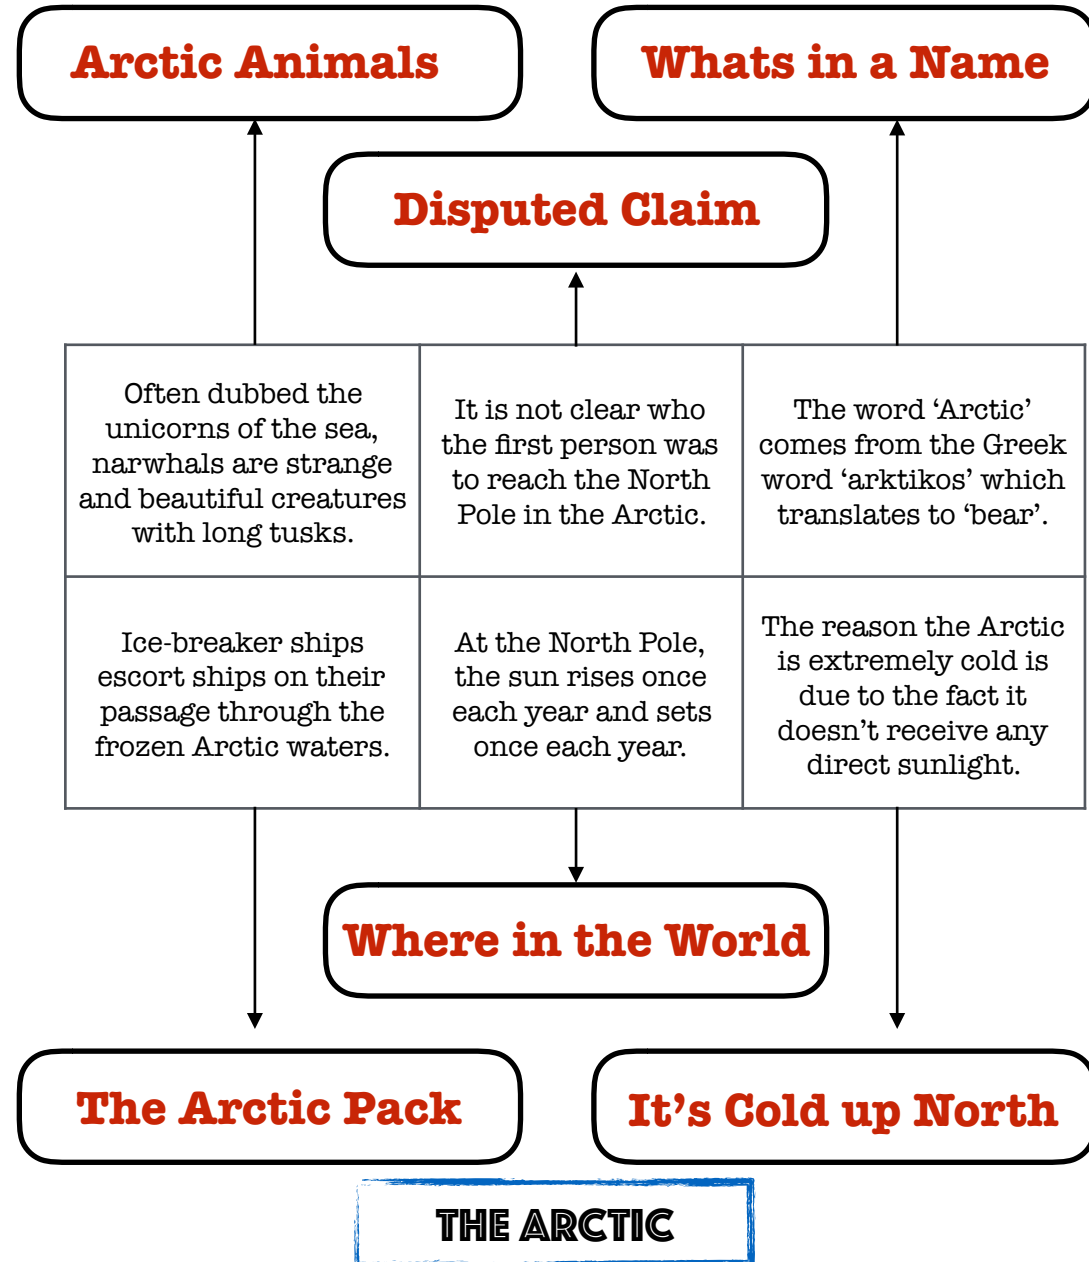 Arctic Animals
Whats in a Name
Disputed Claim
Often dubbed the
unicorns of the sea,
narwhals are strange
and beautiful creatures
with long tusks.
It is not clear who
the first person was
to reach the North
Pole in the Arctic.
The word ‘Arctic’
comes from the Greek
word ‘arktikos’ which
translates to ‘bear’.
Ice-breaker ships
escort ships on their
passage through the
frozen Arctic waters.
At the North Pole,
the sun rises once
each year and sets
once each year.
The reason the Arctic
is extremely cold is
due to the fact it
doesn’t receive any
direct sunlight.
Where in the World
The Arctic Pack
It’s Cold up North
THE ARCTIC